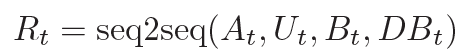 R_t = seq2seq(A_t, U_t, B_t, DB_t)